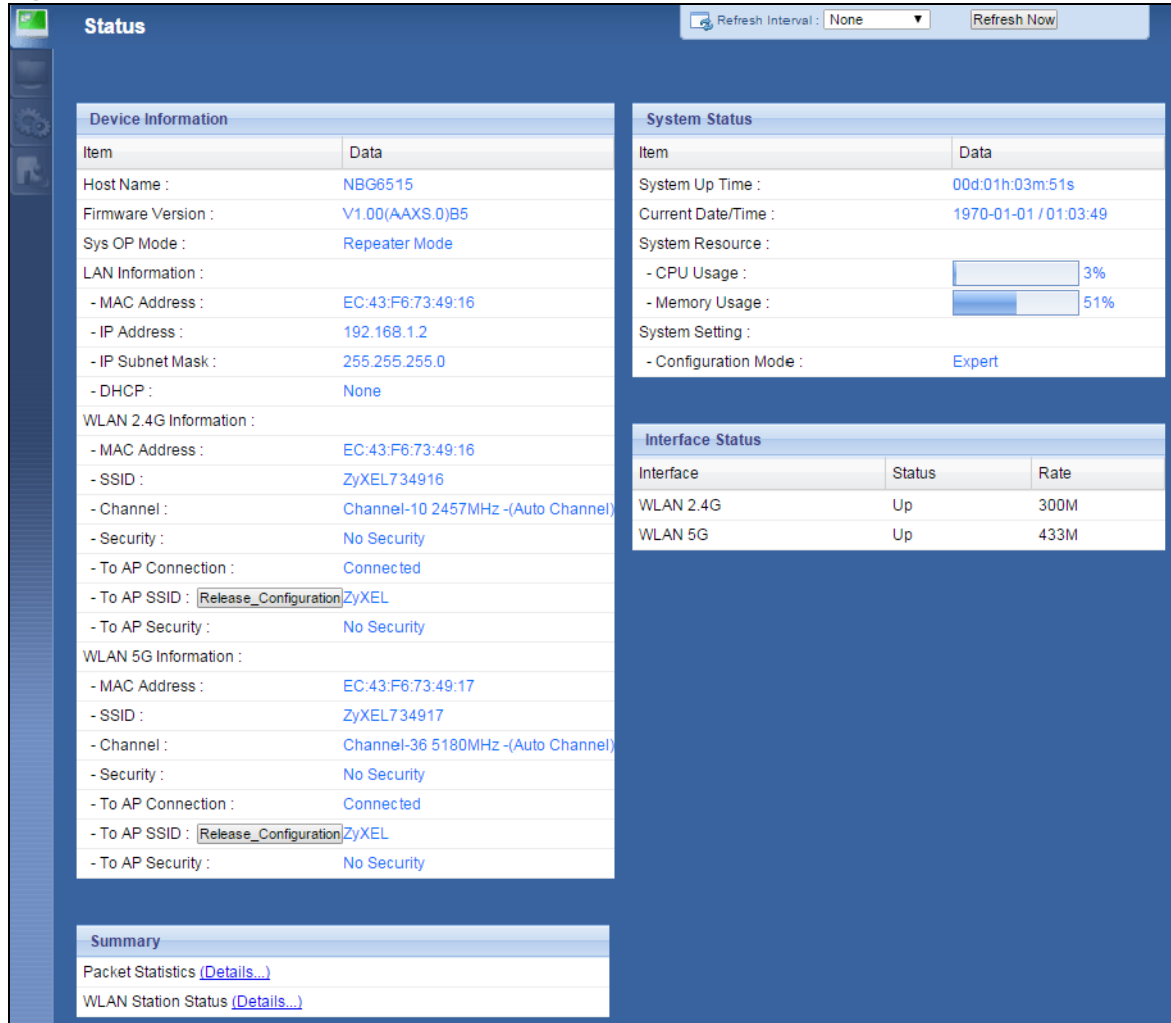 Status
Refresh Interval : None
Refresh Now
Device Information
Item Data
Host Name : NBG6515
Firmware Version : V1.00(AAXS.0)B5
Sys OP Mode : Repeater Mode
LAN Information :
- MAC Address : EC:43:F6:73:49:16
- IP Address : 192.168.1.2
- IP Subnet Mask : 255.255.255.0
- DHCP : None
WLAN 2.4G Information :
- MAC Address : EC:43:F6:73:49:16
- SSID : ZyXEL734916
- Channel : Channel-10 2457MHz -(Auto Channel)
- Security : No Security
- To AP Connection : Connected
- To AP SSID : Release_Configuration ZyXEL
- To AP Security : No Security
WLAN 5G Information :
- MAC Address : EC:43:F6:73:49:17
- SSID : ZyXEL734917
- Channel : Channel-36 5180MHz -(Auto Channel)
- Security : No Security
- To AP Connection : Connected
- To AP SSID : Release_Configuration ZyXEL
- To AP Security : No Security
Summary
Packet Statistics (Details...)
WLAN Station Status (Details...)
System Status
Item Data
System Up Time : 00d:01h:03m:51s
Current Date/Time : 1970-01-01 / 01:03:49
System Resource :
- CPU Usage : 3%
- Memory Usage : 51%
System Setting :
- Configuration Mode : Expert
Interface Status
Interface Status Rate
WLAN 2.4G Up 300M
WLAN 5G Up 433M